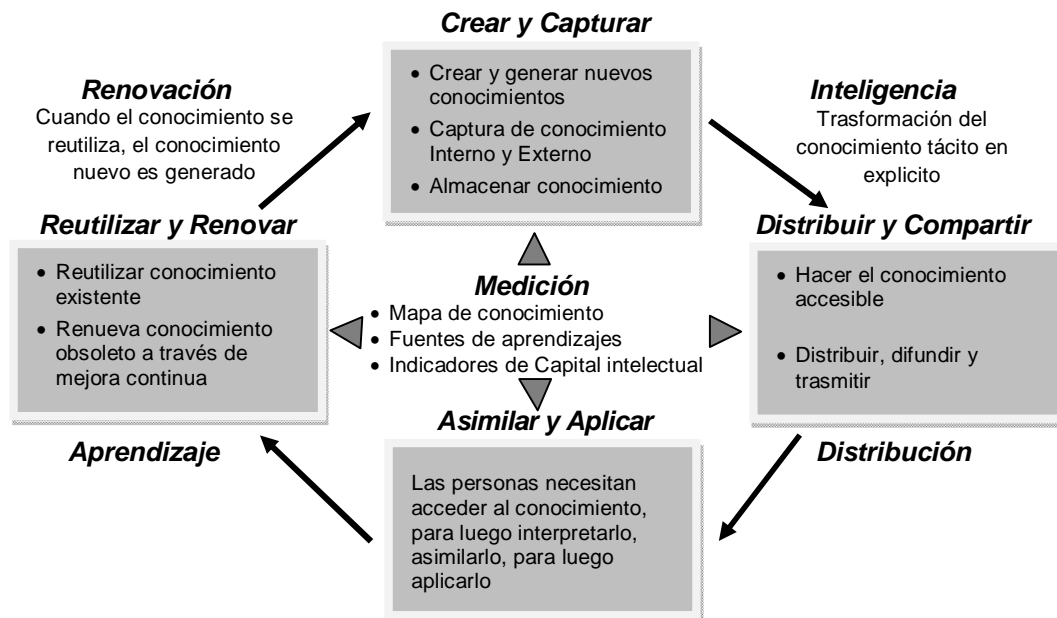 Crear y Capturar
• Crear y generar nuevos
conocimientos
• Captura de conocimiento
Interno y Externo
• Almacenar conocimiento
Renovación
Cuando el conocimiento se
reutiliza, el conocimiento
nuevo es generado
Inteligencia
Trasformación del
conocimiento tácito en
explicito
Reutilizar y Renovar
• Reutilizar conocimiento
existente
• Renueva conocimiento
obsoleto a través de
mejora continua
Medición
• Mapa de conocimiento
• Fuentes de aprendizajes
• Indicadores de Capital intelectual
Distribuir y Compartir
• Hacer el conocimiento
accesible
• Distribuir, difundir y
trasmitir
Aprendizaje
Asimilar y Aplicar
Las personas necesitan
acceder al conocimiento,
para luego interpretarlo,
asimilarlo, para luego
aplicarlo
Distribución